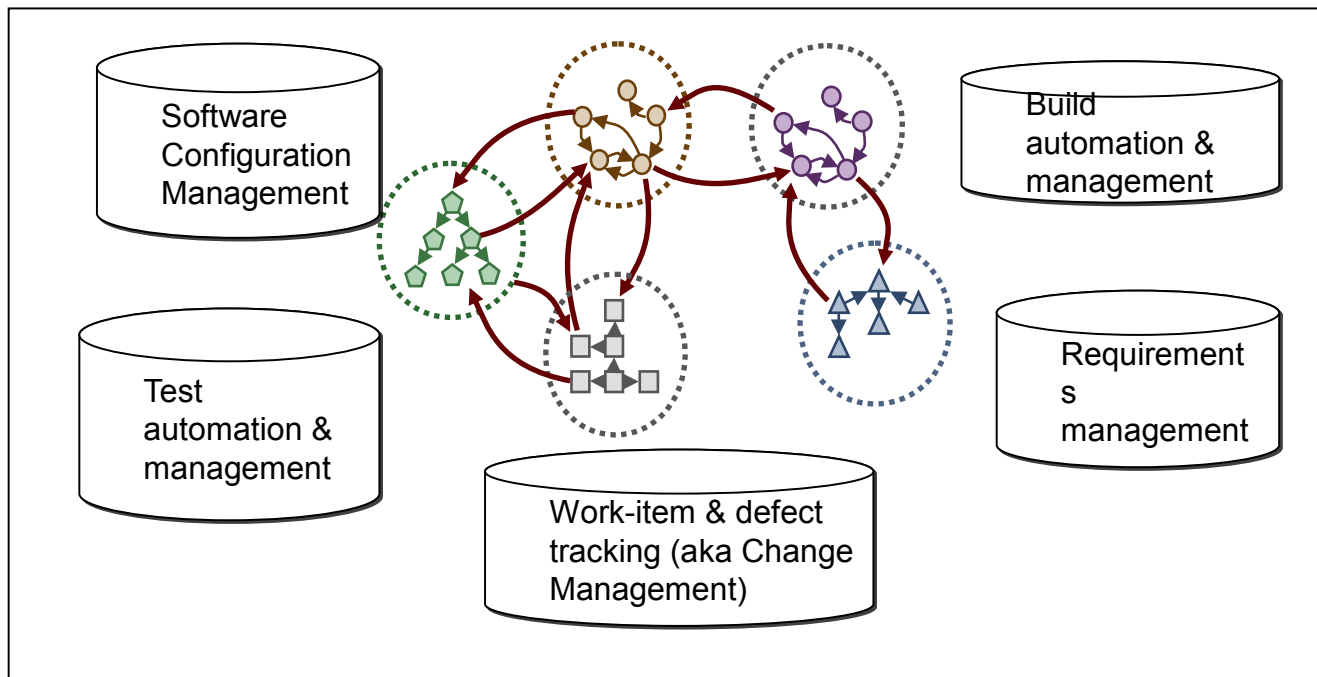 Software
Configuration
Management
Build
automation &
management
Test
automation &
management
Requirement
s
management
Work-item & defect
tracking (aka Change
Management)